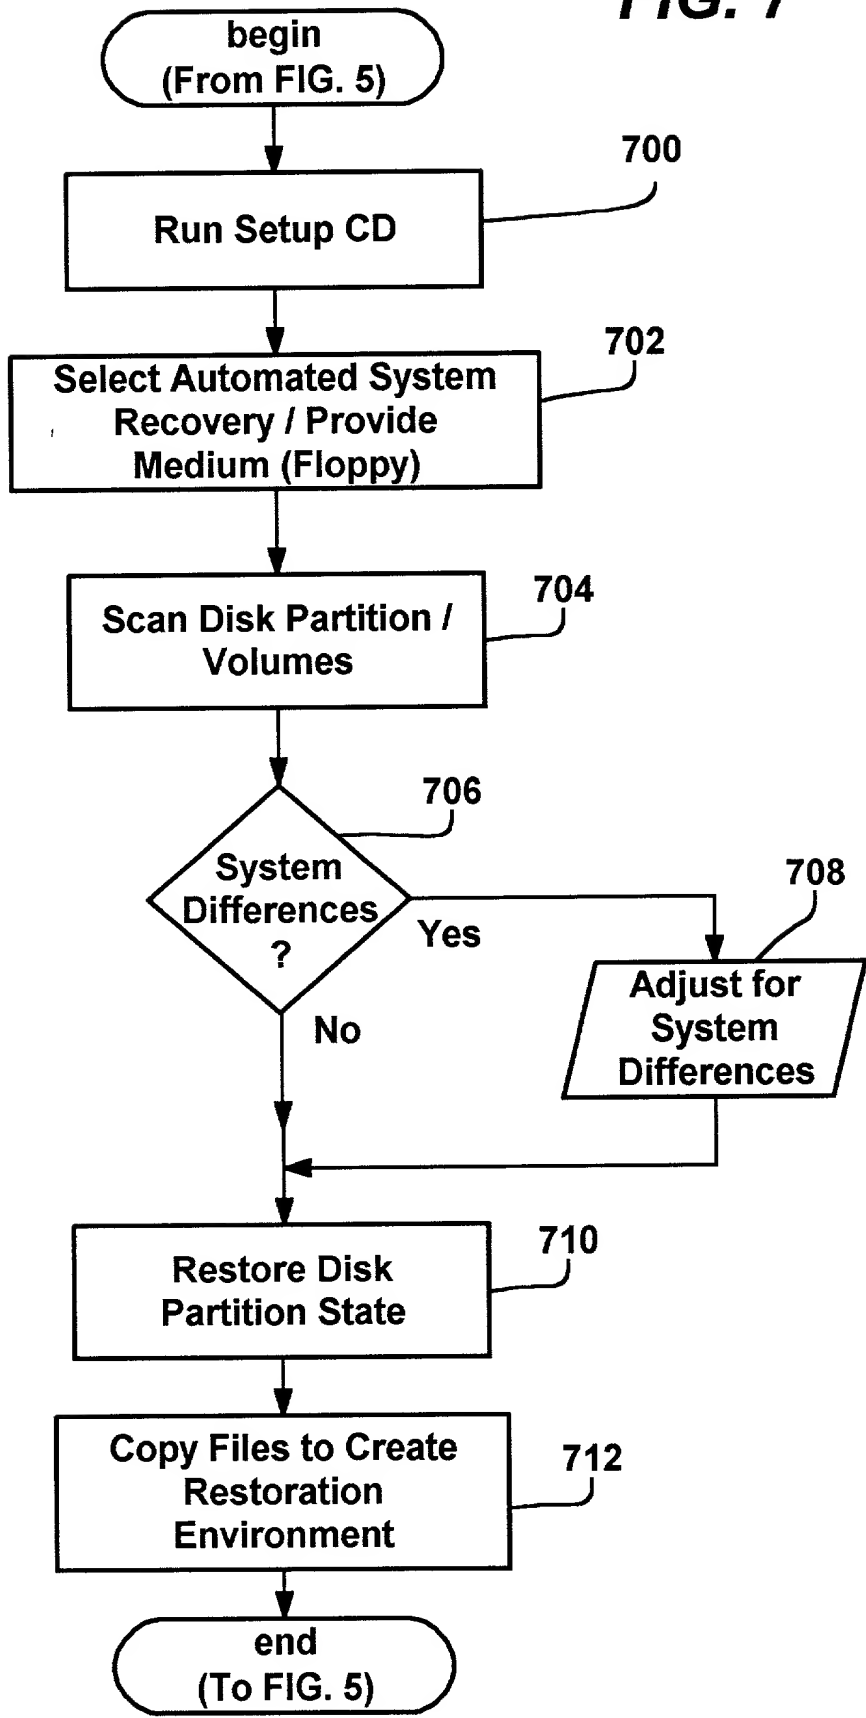 FIG. 7
begin
(From FIG. 5)
700
Run Setup CD
702
Select Automated System
Recovery / Provide
Medium (Floppy)
704
Scan Disk Partition /
Volumes
706
System
Differences
?
Yes
No
708
Adjust for
System
Differences
710
Restore Disk
Partition State
712
Copy Files to Create
Restoration
Environment
end
(To FIG. 5)